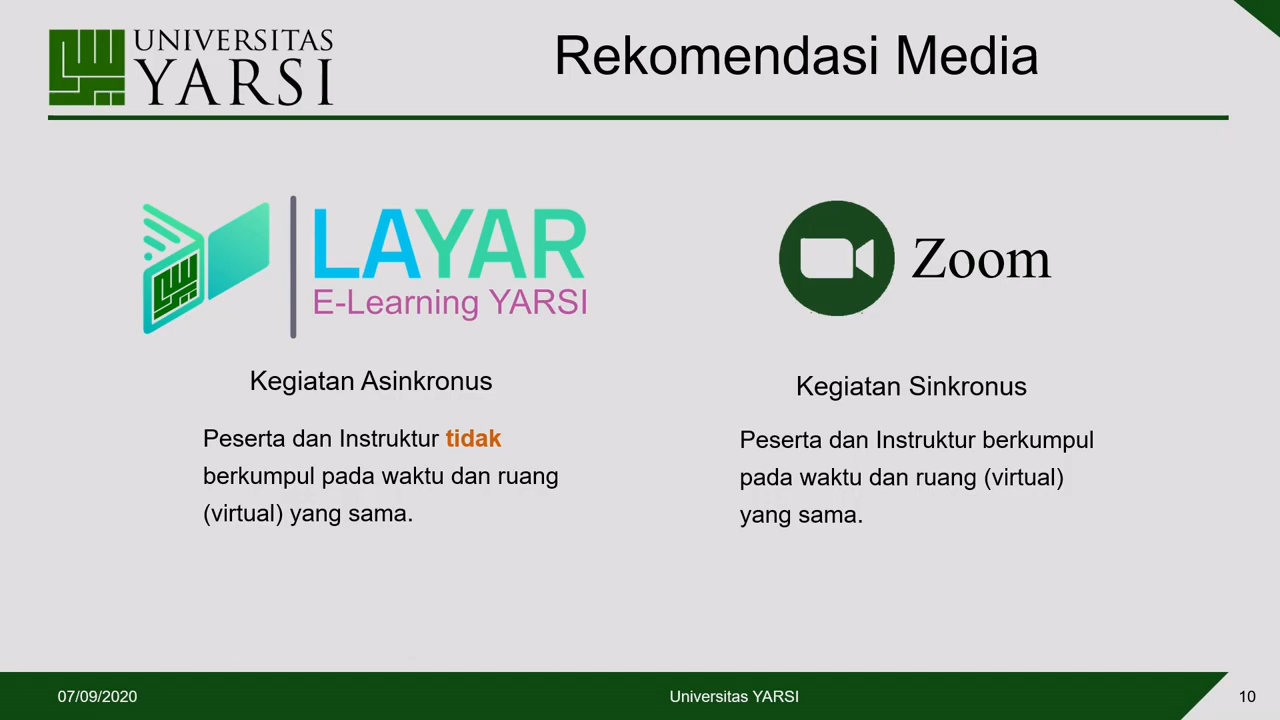 UNIVERSITAS
YARSI
Rekomendasi Media
LAYAR
E-Learning YARSI
Kegiatan Asinkronus
Peserta dan Instruktur tidak
berkumpul pada waktu dan ruang
(virtual) yang sama.
Zoom
Kegiatan Sinkronus
Peserta dan Instruktur berkumpul
pada waktu dan ruang (virtual)
yang sama.
07/09/2020
Universitas YARSI
10